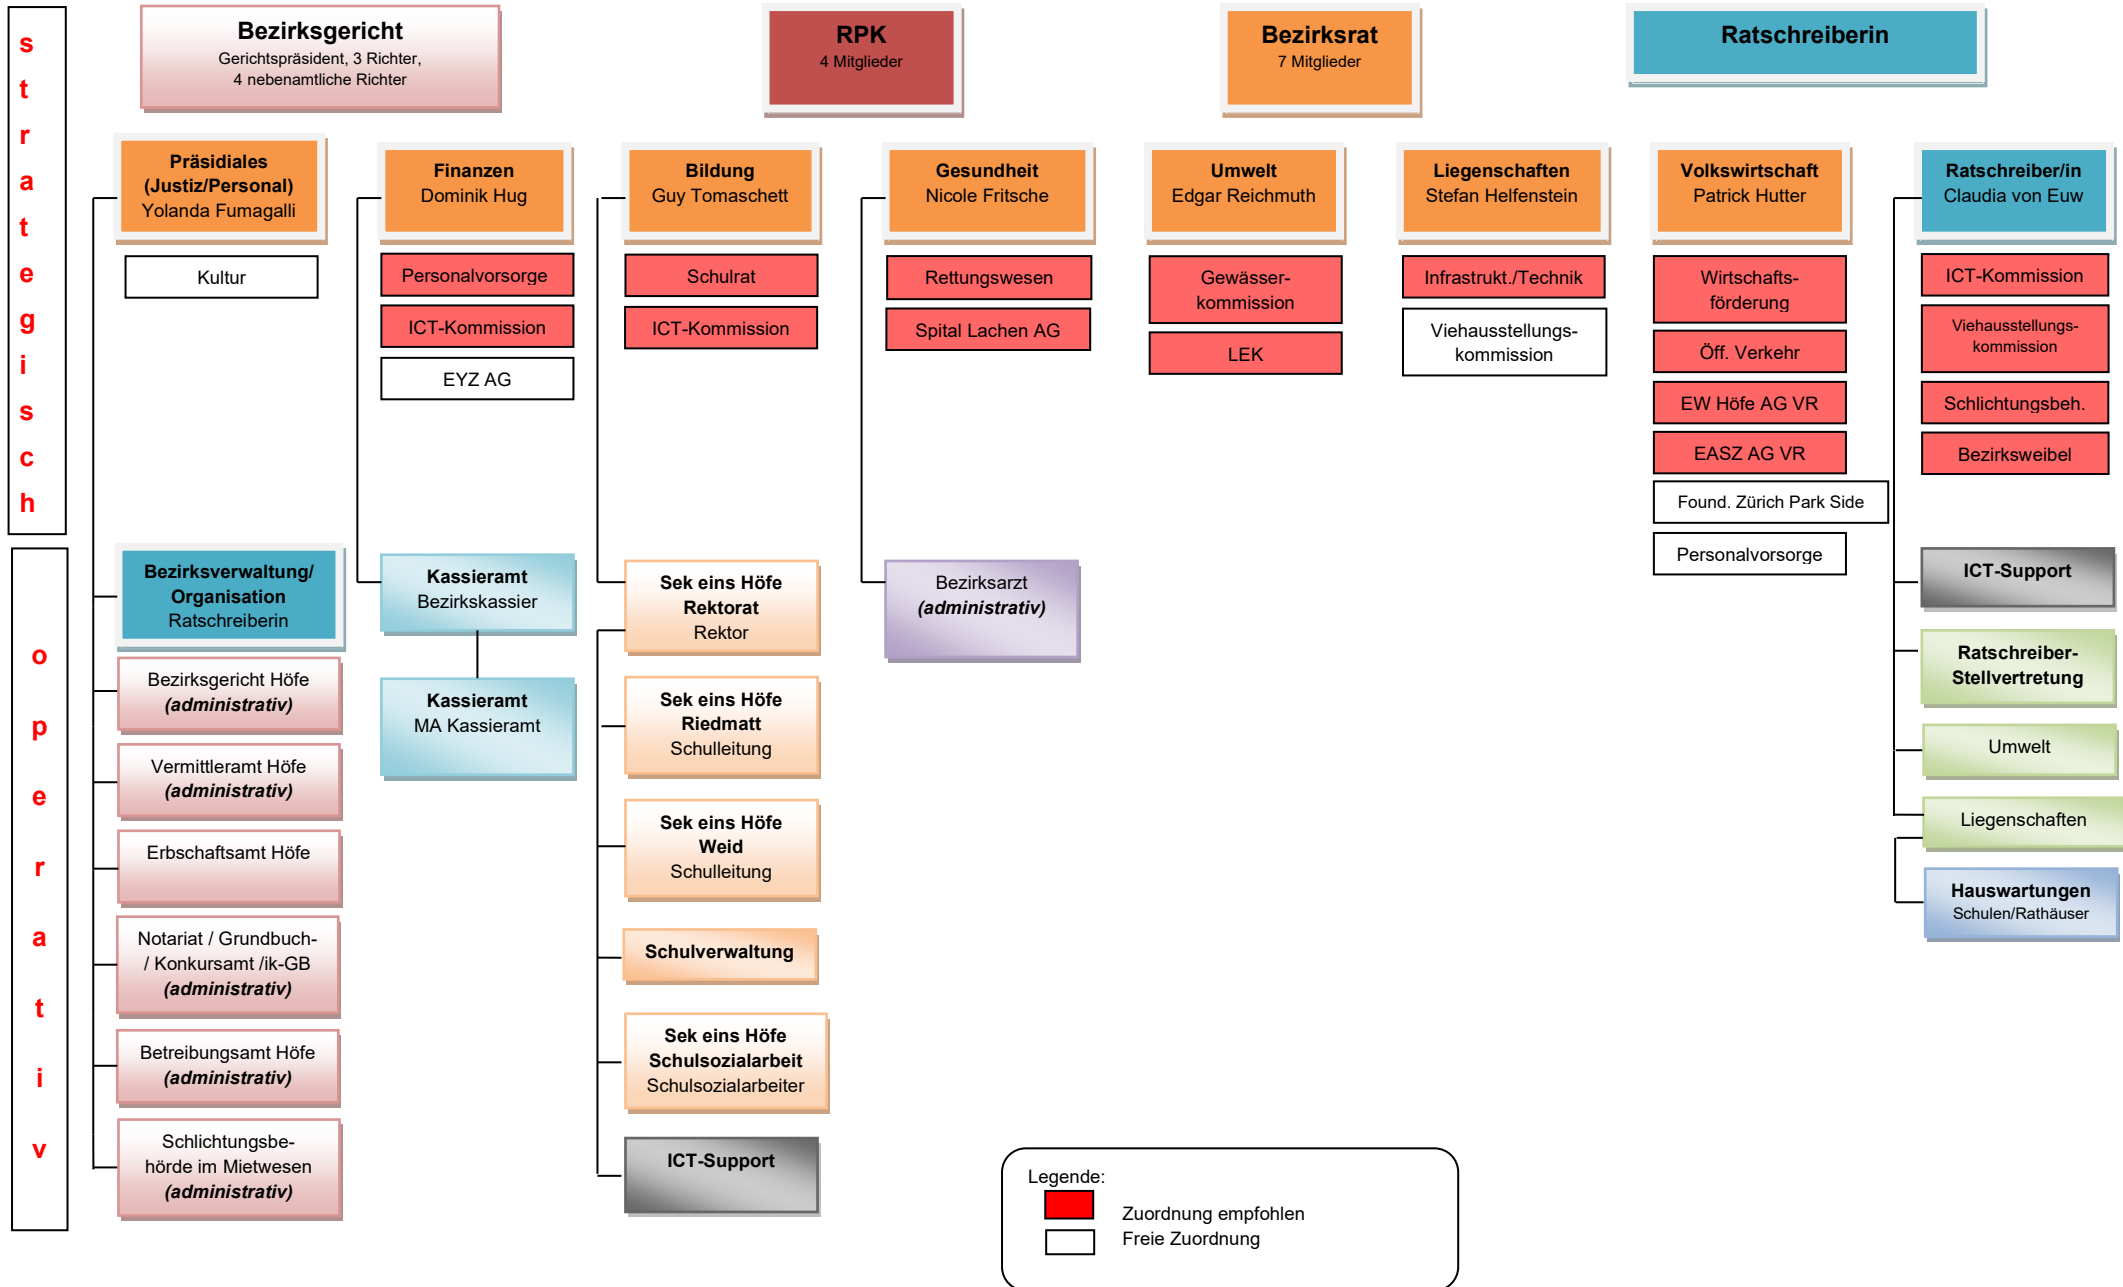 strategisch
operativ
Bezirksgericht
Gerichtspräsident, 3 Richter,
4 nebenamtliche Richter
RPK
4 Mitglieder
Bezirksrat
7 Mitglieder
Ratschreiberin
Präsidiales
(Justiz/Personal)
Yolanda Fumagalli
Kultur
Finanzen
Dominik Hug
Personalvorsorge
ICT-Kommission
EYZ AG
Bildung
Guy Tomaschett
Schulrat
ICT-Kommission
Gesundheit
Nicole Fritsche
Rettungswesen
Spital Lachen AG
Umwelt
Edgar Reichmuth
Gewässer-
kommission
LEK
Liegenschaften
Stefan Helfenstein
Infrastrukt./Technik
Viehausstellungs-
kommission
Volkswirtschaft
Patrick Hutter
Wirtschafts-
förderung
Öff. Verkehr
EW Höfe AG VR
EASZ AG VR
Found. Zürich Park Side
Personalvorsorge
Ratschreiber/in
Claudia von Euw
ICT-Kommission
Viehausstellungs-
kommission
Schlichtungsbeh.
Bezirksweibel
Bezirksverwaltung/
Organisation
Ratschreiberin
Bezirksgericht Höfe
(administrativ)
Vermittleramt Höfe
(administrativ)
Erbschaftsamt Höfe
Notariat / Grundbuch-
/ Konkursamt /ik-GB
(administrativ)
Betreibungsamt Höfe
(administrativ)
Schlichtungsbe-
hörde im Mietwesen
(administrativ)
Kassieramt
Bezirkskassier
Kassieramt
MA Kassieramt
Sek eins Höfe
Rektorat
Rektor
Sek eins Höfe
Riedmatt
Schulleitung
Sek eins Höfe
Weid
Schulleitung
Schulverwaltung
Sek eins Höfe
Schulsozialarbeit
Schulsozialarbeiter
ICT-Support
Bezirksarzt
(administrativ)
ICT-Support
Ratschreiber-
Stellvertretung
Umwelt
Liegenschaften
Hauswartungen
Schulen/Rathäuser
Legende:
Zuordnung empfohlen
Freie Zuordnung